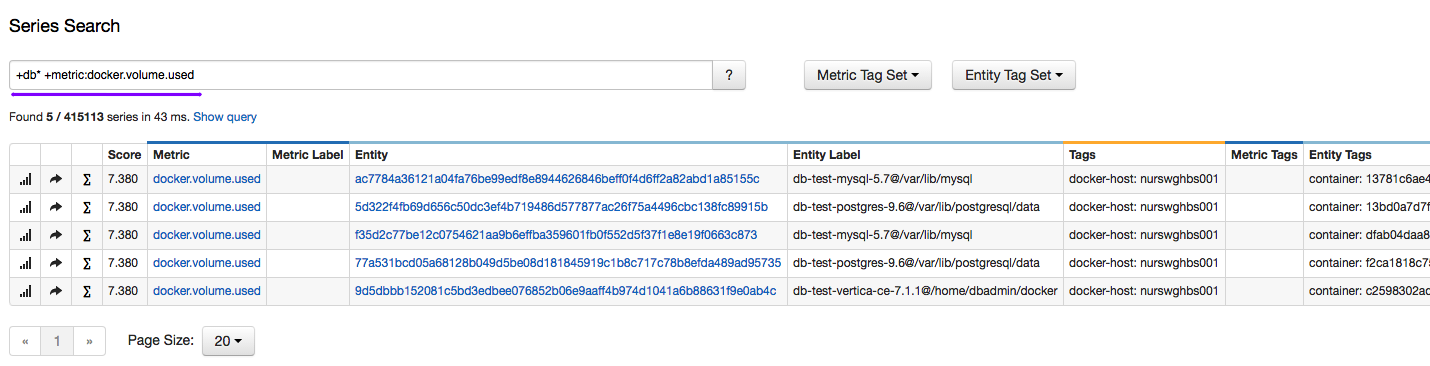 Series Search
+db* +metric:docker.volume.used ? Metric Tag Set Entity Tag Set
Found 5 / 415113 series in 43 ms. Show query
Score Metric Metric Label Entity Entity Label Tags Metric Tags Entity Tags
Σ 7.380 docker.volume.used ac7784a36121a04fa76be99edf8e8944626846beff0f4d6ff2a82abd1a85155c db-test-mysql-5.7@/var/lib/mysql docker-host: nurswghbs001 container: 13781c6ae4
Σ 7.380 docker.volume.used 5d322f4fb69d656c50dc3ef4b719486d577877ac26f75a4496cbc138fc89915b db-test-postgres-9.6@/var/lib/postgresql/data docker-host: nurswghbs001 container: 13bd0a7d7f
Σ 7.380 docker.volume.used f35d2c77be12c0754621aa9b6effba359601fb0f552d5f37f1e8e19f0663c873 db-test-mysql-5.7@/var/lib/mysql docker-host: nurswghbs001 container: dfab04daa8
Σ 7.380 docker.volume.used 77a531bcd05a68128b049d5be08d181845919c1b8c717c78b8efda489ad95735 db-test-postgres-9.6@/var/lib/postgresql/data docker-host: nurswghbs001 container: f2ca1818c75
Σ 7.380 docker.volume.used 9d5dbbb152081c5bd3edbee076852b06e9aaff4b974d1041a6b88631f9e0ab4c db-test-vertica-ce-7.1.1@/home/dbadmin/docker docker-host: nurswghbs001 container: c2598302ad
« 1 » Page Size: 20